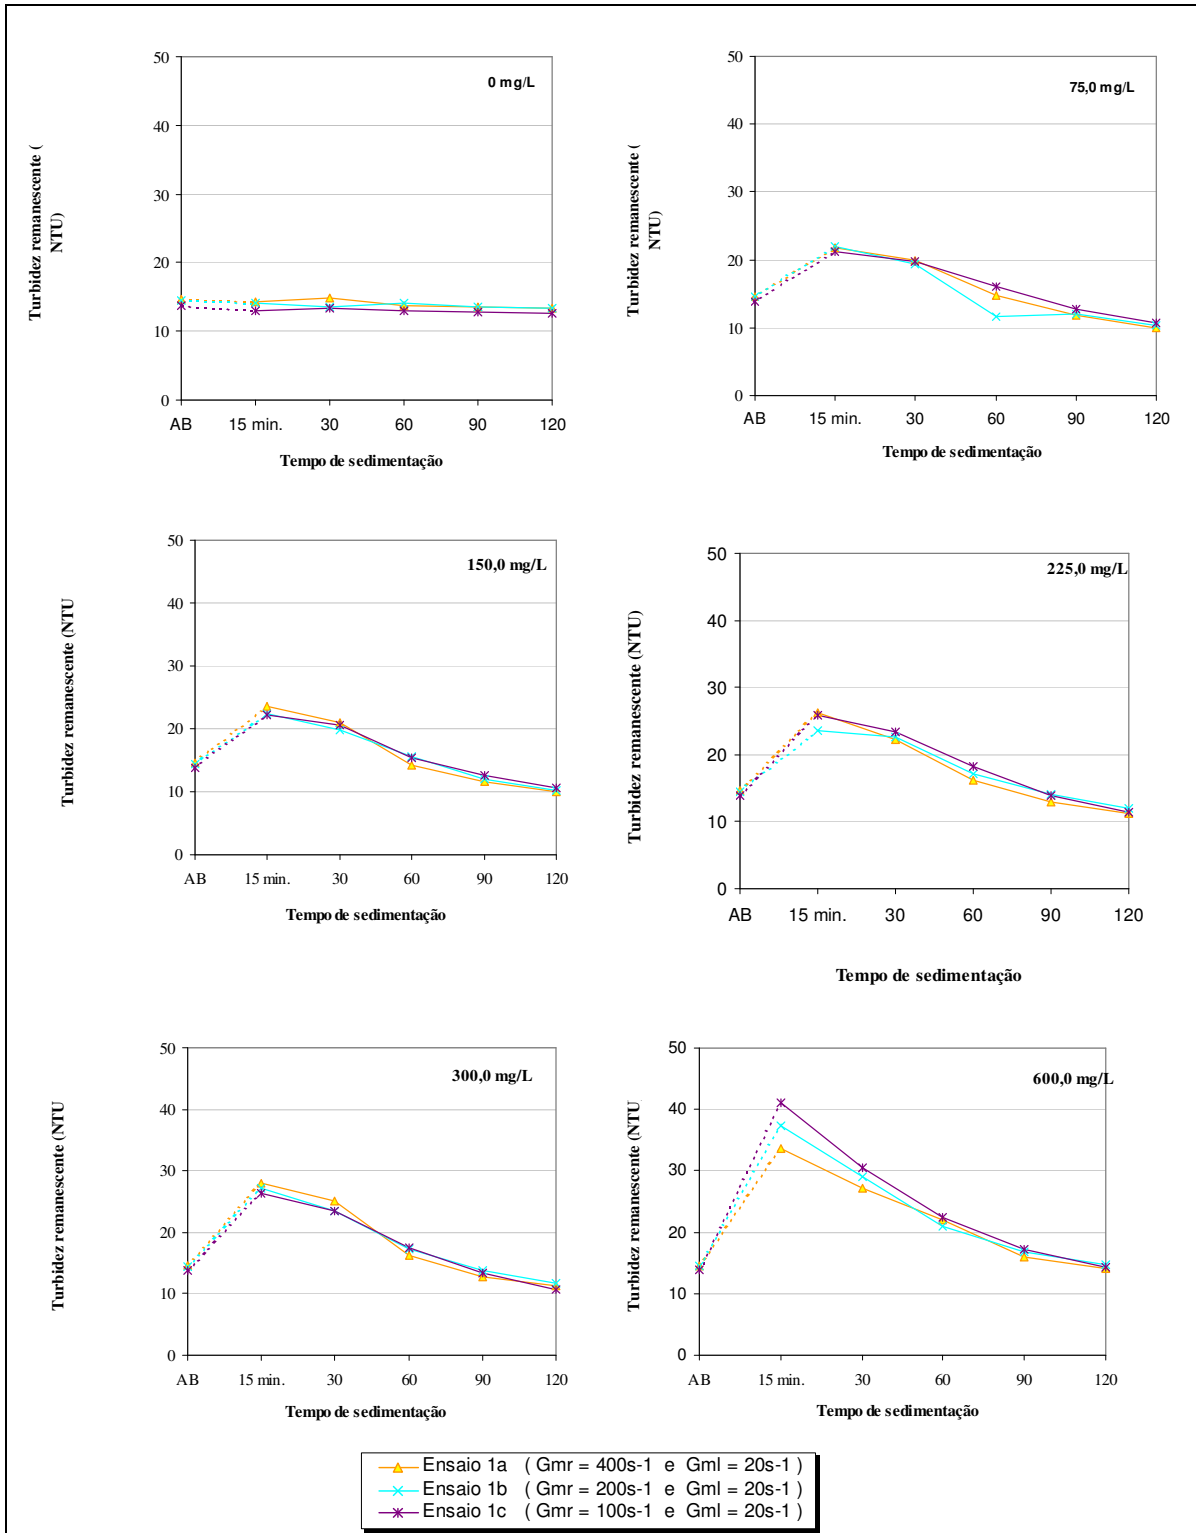 0 mg/L
50
40
30
20
10
0
Turbidez remanescente (
NTU)
AB 15 min. 30 60 90 120
Tempo de sedimentação
75,0 mg/L
50
40
30
20
10
0
Turbidez remanescente (
NTU)
AB 15 min. 30 60 90 120
Tempo de sedimentação
150,0 mg/L
50
40
30
20
10
0
Turbidez remanescente (NTU
AB 15 min. 30 60 90 120
Tempo de sedimentação
225,0 mg/L
50
40
30
20
10
0
Turbidez remanescente (NTU)
AB 15 min. 30 60 90 120
Tempo de sedimentação
300,0 mg/L
50
40
30
20
10
0
Turbidez remanescente (NTU
AB 15 min. 30 60 90 120
Tempo de sedimentação
600,0 mg/L
50
40
30
20
10
0
Turbidez remanescente (NTU
AB 15 min. 30 60 90 120
Tempo de sedimentação
Ensaio 1a ( Gmr = 400s-1 e Gml = 20s-1 )
Ensaio 1b ( Gmr = 200s-1 e Gml = 20s-1 )
Ensaio 1c ( Gmr = 100s-1 e Gml = 20s-1 )